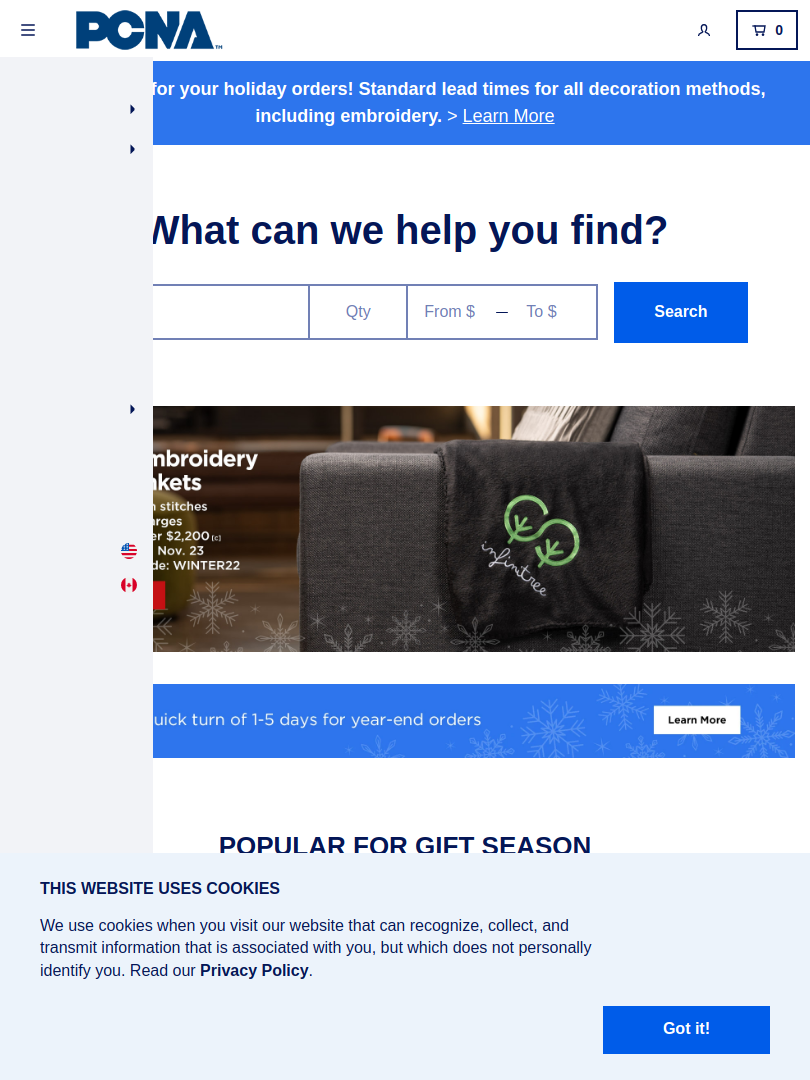 PCNA TM
0
for your holiday orders! Standard lead times for all decoration methods,
including embroidery. > Learn More
What can we help you find?
Qty
From $ — To $
Search
mbroidery
nkets
stitches
arges
er $2,200 [c]
Nov. 23
de: WINTER22
infinitree
uick turn of 1-5 days for year-end orders
Learn More
POPULAR FOR GIFT SEASON
THIS WEBSITE USES COOKIES
We use cookies when you visit our website that can recognize, collect, and
transmit information that is associated with you, but which does not personally
identify you. Read our Privacy Policy.
Got it!